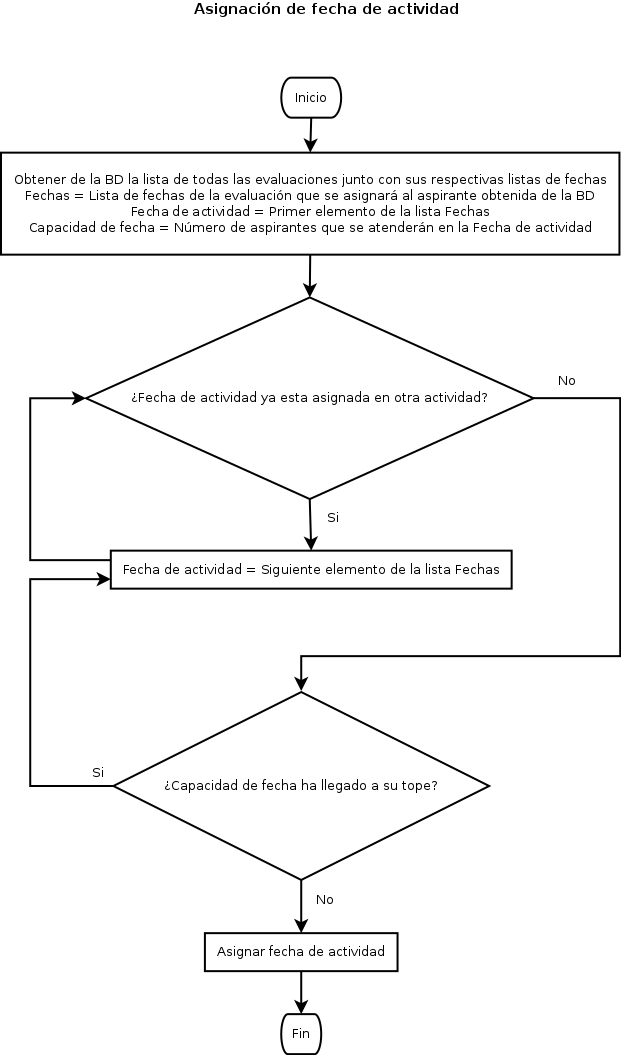 Asignación de fecha de actividad
Inicio
Obtener de la BD la lista de todas las evaluaciones junto con sus respectivas listas de fechas
Fechas = Lista de fechas de la evaluación que se asignará al aspirante obtenida de la BD
Fecha de actividad = Primer elemento de la lista Fechas
Capacidad de fecha = Número de aspirantes que se atenderán en la Fecha de actividad
No
¿Fecha de actividad ya esta asignada en otra actividad?
Si
Fecha de actividad = Siguiente elemento de la lista Fechas
Si
¿Capacidad de fecha ha llegado a su tope?
No
Asignar fecha de actividad
Fin